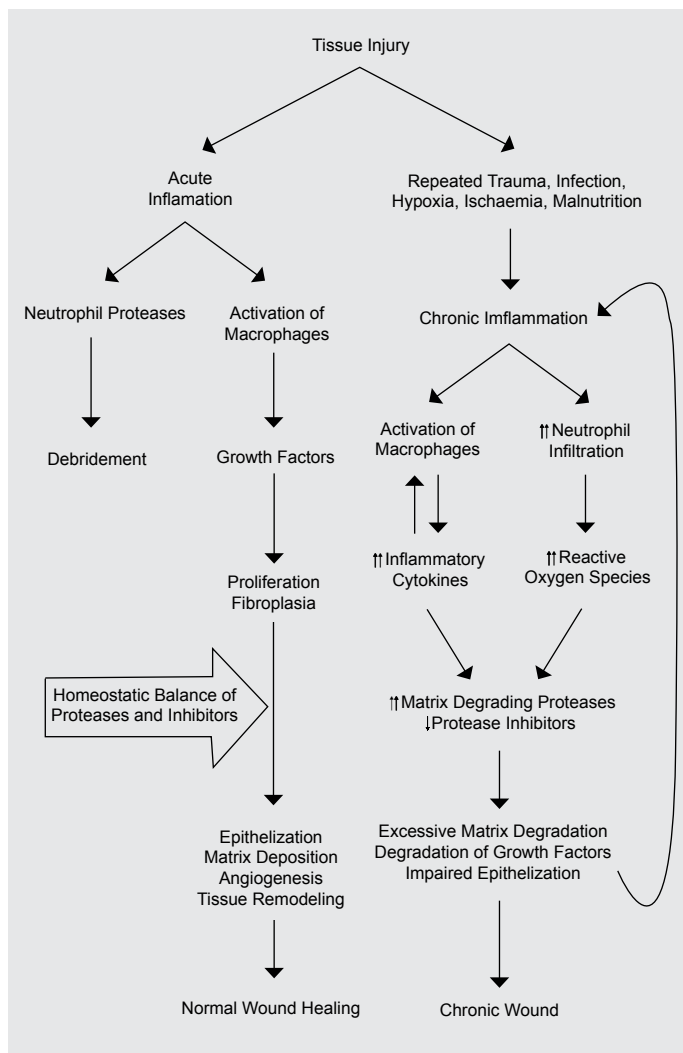 Tissue Injury
Acute
Inflamation
Repeated Trauma, Infection,
Hypoxia, Ischaemia, Malnutrition
Neutrophil Proteases
Activation of
Macrophages
Chronic Imflammation
Debridement
Growth Factors
Activation of
Macrophages
⇈Neutrophil
Infiltration
Proliferation
Fibroplasia
⇈Inflammatory
Cytokines
⇈Reactive
Oxygen Species
Homeostatic Balance of
Proteases and Inhibitors
⇈Matrix Degrading Proteases
↓Protease Inhibitors
Epithelization
Matrix Deposition
Angiogenesis
Tissue Remodeling
Excessive Matrix Degradation
Degradation of Growth Factors
Impaired Epithelization
Normal Wound Healing
Chronic Wound